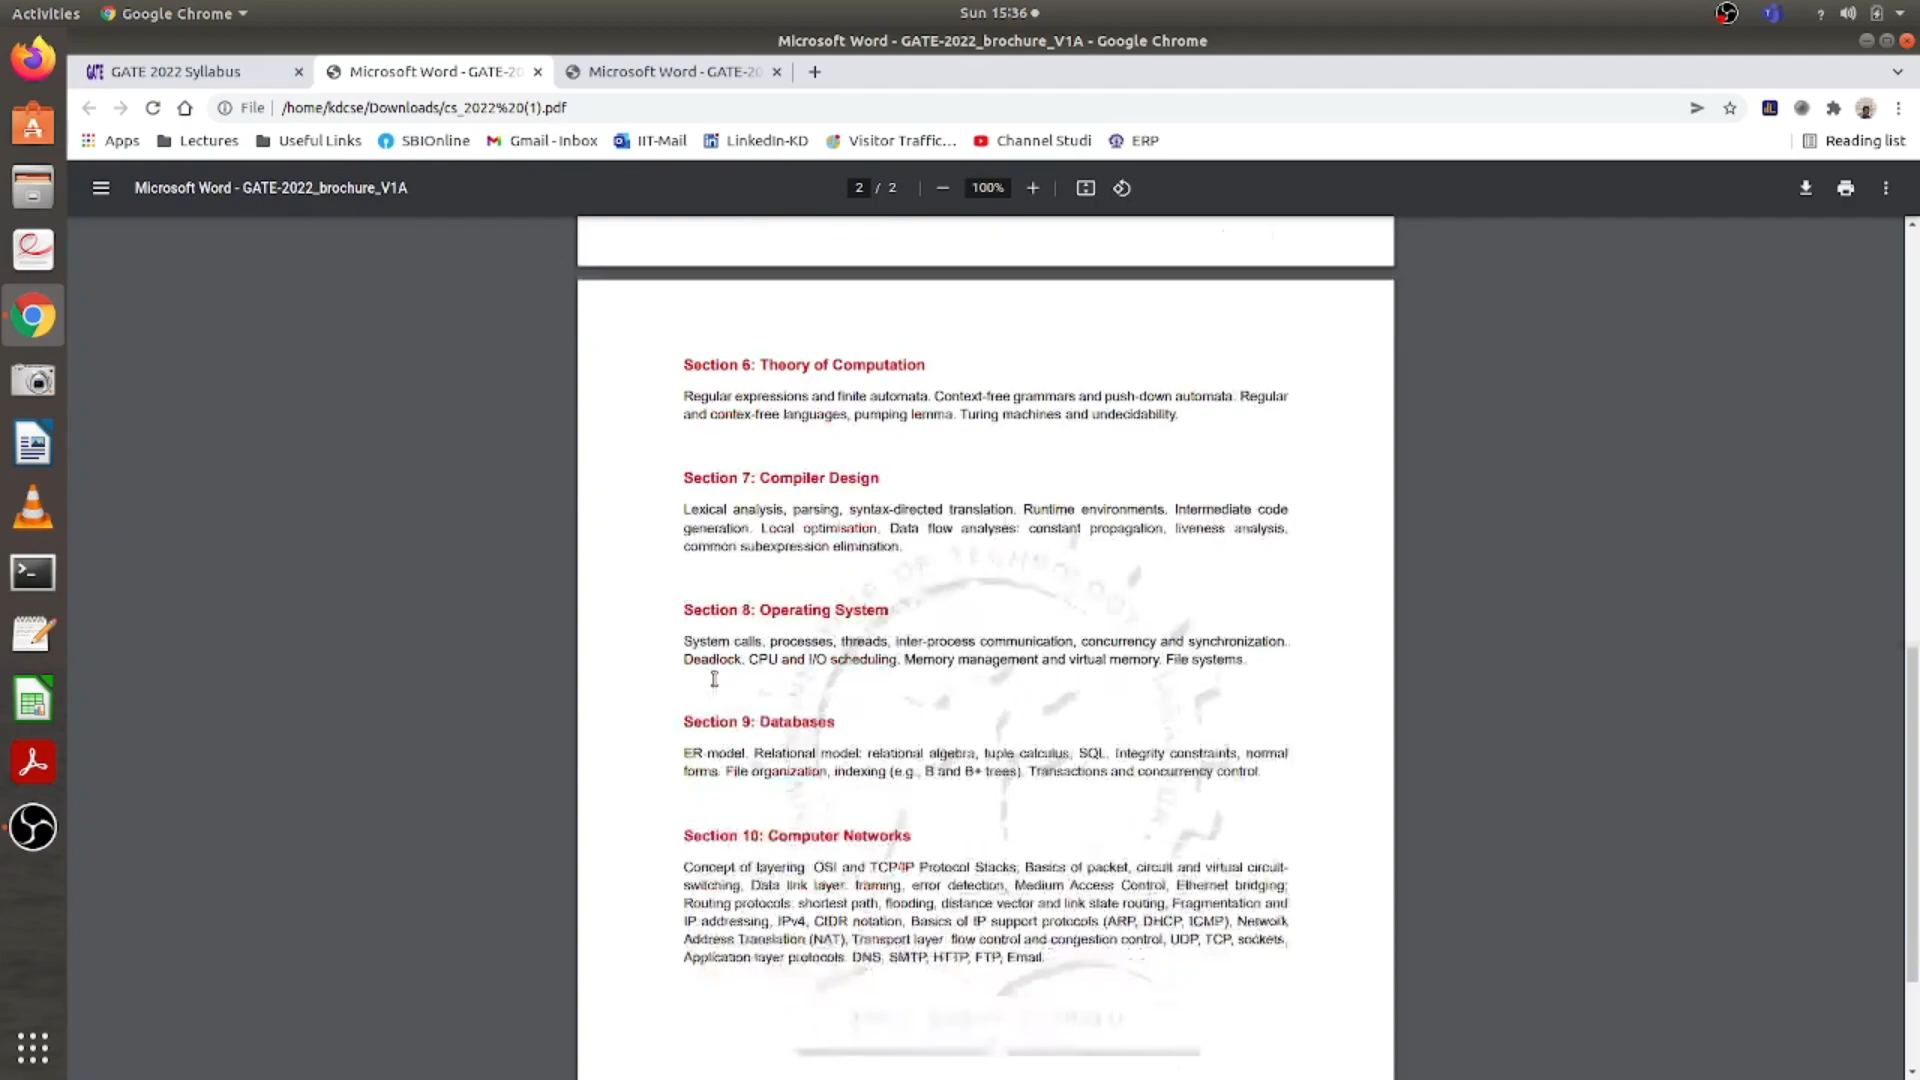 Activities Google Chrome Sun 15:36
Microsoft Word - GATE-2022_brochure_V1A - Google Chrome
GATE 2022 Syllabus Microsoft Word - GATE-20 Microsoft Word - GATE-20
File /home/kdcse/Downloads/cs_2022%20(1).pdf
Apps Lectures Useful Links SBIOnline Gmail-Inbox IIT-Mail LinkedIn-KD Visitor Traffic... Channel Studi ERP Reading list
Microsoft Word - GATE-2022_brochure_V1A 2 / 2 100%
Section 6: Theory of Computation
Regular expressions and finite automata. Context-free grammars and push-down automata. Regular
and contex-free languages, pumping lemma. Turing machines and undecidability.
Section 7: Compiler Design
Lexical analysis, parsing, syntax-directed translation. Runtime environments. Intermediate code
generation. Local optimisation, Data flow analyses: constant propagation, liveness analysis,
common subexpression elimination.
Section 8: Operating System
System calls, processes, threads, inter-process communication, concurrency and synchronization.
Deadlock. CPU and I/O scheduling. Memory management and virtual memory. File systems.
Section 9: Databases
ER-model. Relational model: relational algebra, tuple calculus, SQL. Integrity constraints, normal
forms. File organization, indexing (e.g., B and B+ trees). Transactions and concurrency control.
Section 10: Computer Networks
Concept of layering. OSI and TCP/IP Protocol Stacks; Basics of packet, circuit and virtual circuit-
switching; Data link layer: framing, error detection, Medium Access Control, Ethernet bridging;
Routing protocols: shortest path, flooding, distance vector and link state routing; Fragmentation and
IP addressing, IPv4, CIDR notation, Basics of IP support protocols (ARP, DHCP, ICMP), Network
Address Translation (NAT); Transport layer: flow control and congestion control, UDP, TCP, sockets;
Application layer protocols: DNS, SMTP, HTTP, FTP, Email.